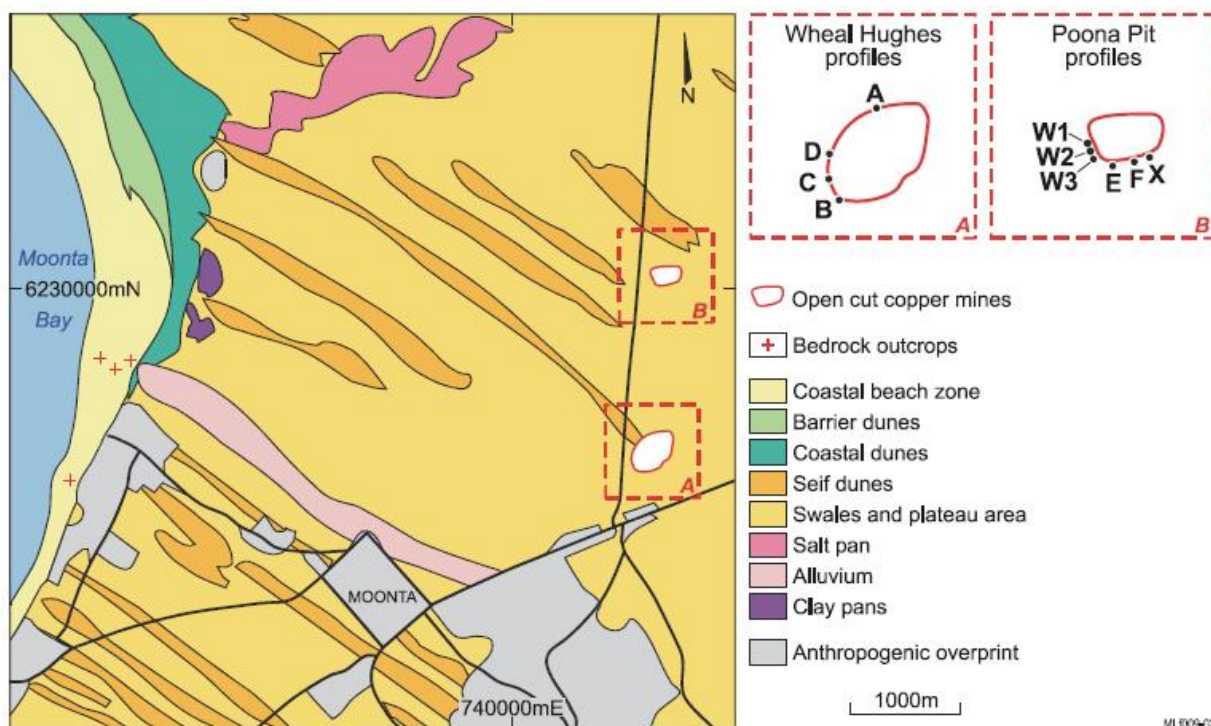 Moonta
Bay
6230000mN
N
B
A
MOONTA
740000mE
Wheal Hughes
profiles
A
D
C
B
A
Poona Pit
profiles
W1
W2
W3
E
F
X
B
Open cut copper mines
Bedrock outcrops
Coastal beach zone
Barrier dunes
Coastal dunes
Seif dunes
Swales and plateau area
Salt pan
Alluvium
Clay pans
Anthropogenic overprint
1000m